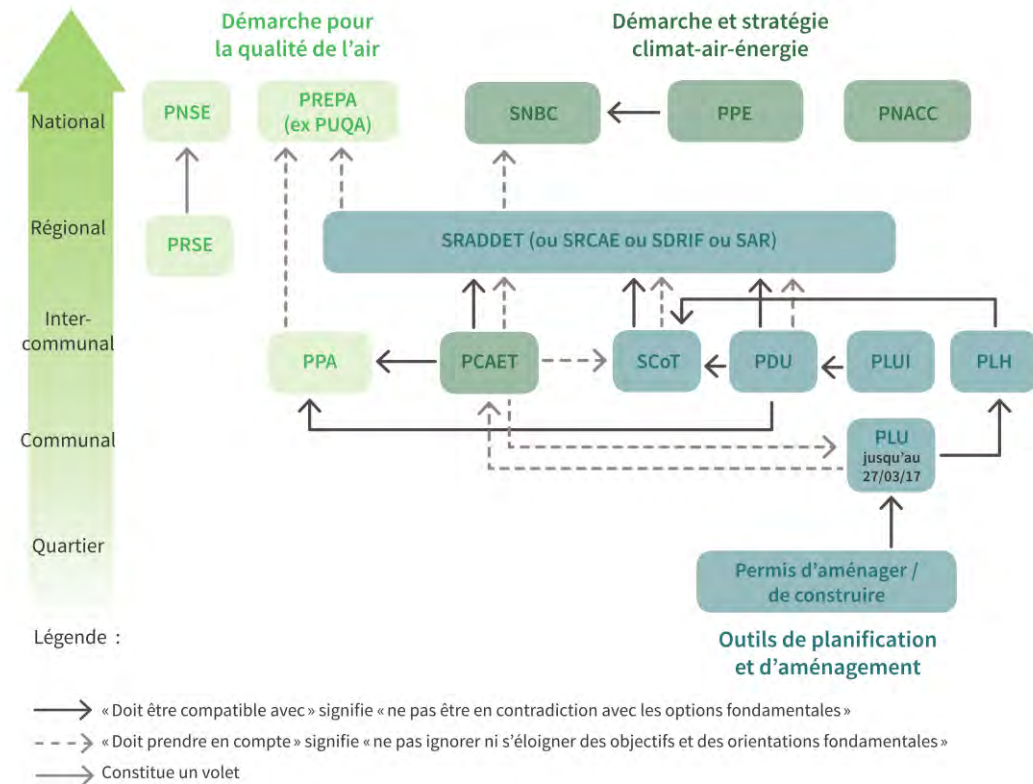 Démarche pour
la qualité de l'air
Démarche et stratégie
climat-air-énergie
National
PNSE
PREPA
(ex PUQA)
SNBC
PPE
PNACC
Régional
PRSE
SRADDET (ou SRCAE ou SDRIF ou SAR)
Inter-
communal
PPA
PCAET
SCoT
PDU
PLUI
PLH
Communal
PLU
jusqu'au
27/03/17
Quartier
Permis d'aménager /
de construire
Légende :
Outils de planification
et d'aménagement
« Doit être compatible avec » signifie « ne pas être en contradiction avec les options fondamentales »
« Doit prendre en compte » signifie « ne pas ignorer ni s'éloigner des objectifs et des orientations fondamentales »
Constitue un volet